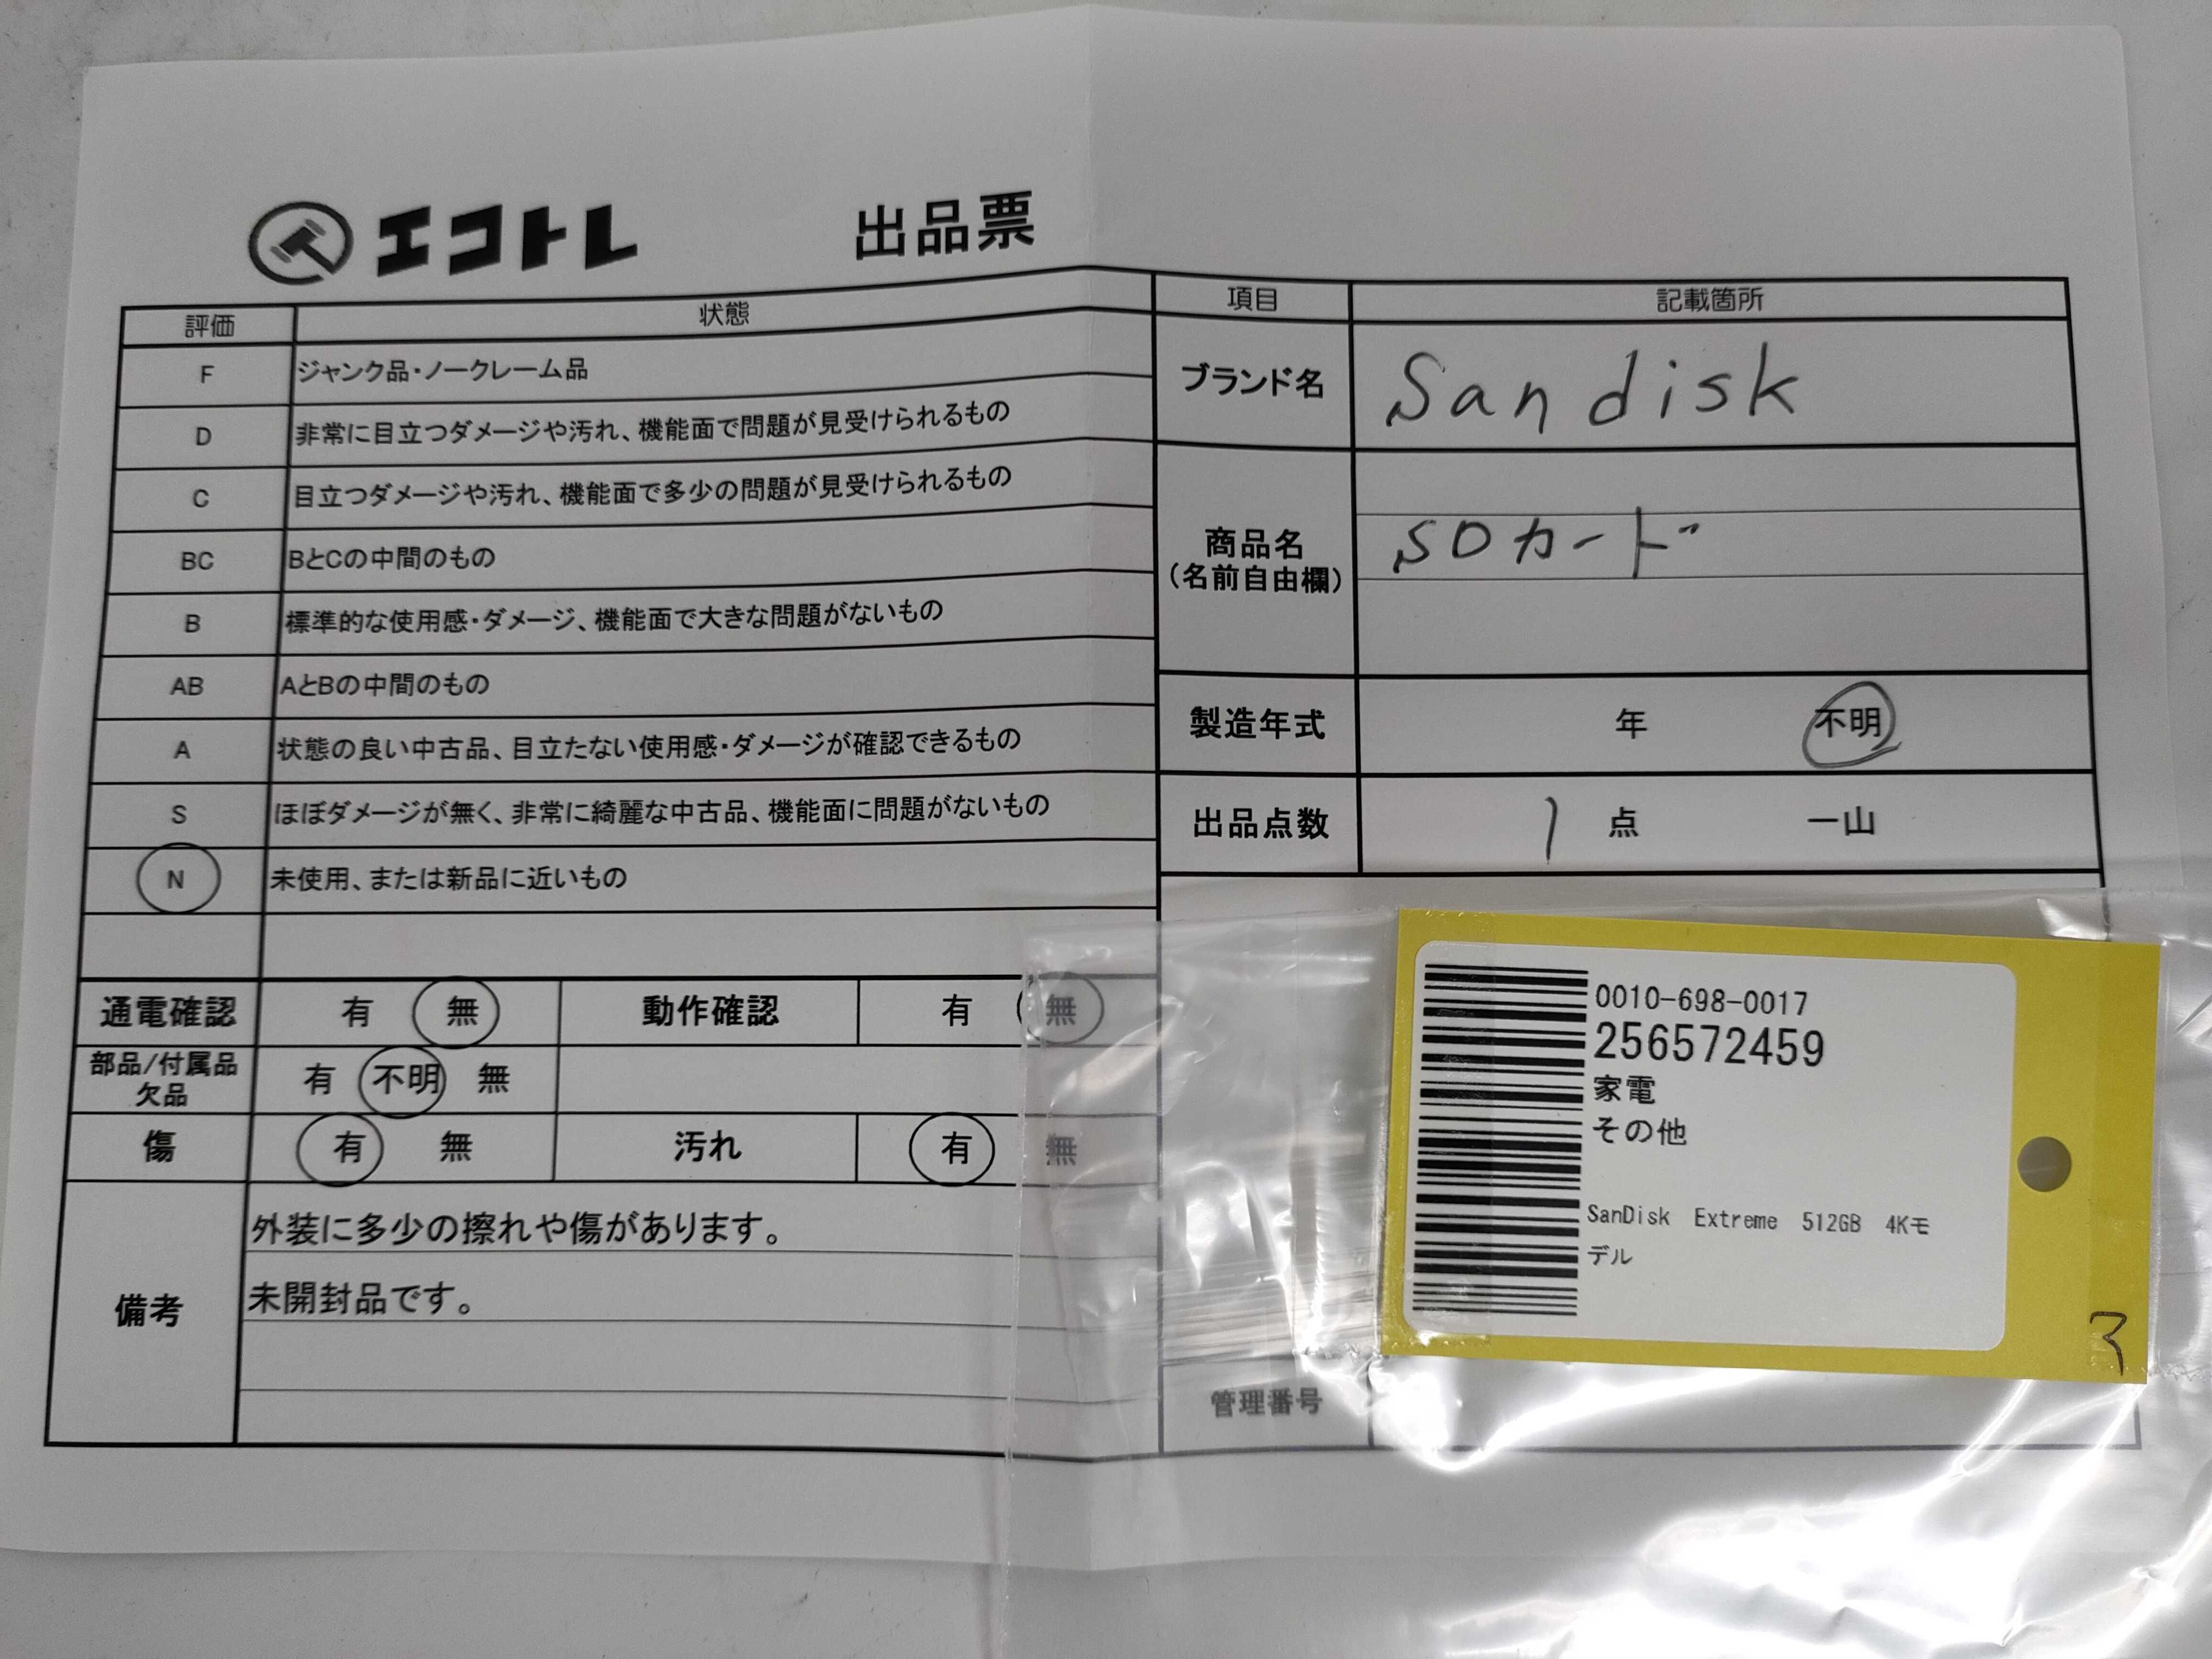 エコトレ 出品票
評価 状態
F ジャンク品・ノークレーム品
D 非常に目立つダメージや汚れ、機能面で問題が見受けられるもの
C 目立つダメージや汚れ、機能面で多少の問題が見受けられるもの
BC BとCの中間のもの
B 標準的な使用感・ダメージ、機能面で大きな問題がないもの
AB AとBの中間のもの
A 状態の良い中古品、目立たない使用感・ダメージが確認できるもの
S ほぼダメージが無く、非常に綺麗な中古品、機能面に問題がないもの
N 未使用、または新品に近いもの
通電確認 有 無 動作確認 有 無
部品/付属品
欠品 有 不明 無
傷 有 無 汚れ 有 無
備考
外装に多少の擦れや傷があります。
未開封品です。
項目 記載箇所
ブランド名 Sandisk
商品名
(名前自由欄)
SDカード
製造年式 年 不明
出品点数 1 点 一山
0010-698-0017
256572459
家電
その他
SanDisk Extreme 512GB 4Kモ
デル
3
管理番号